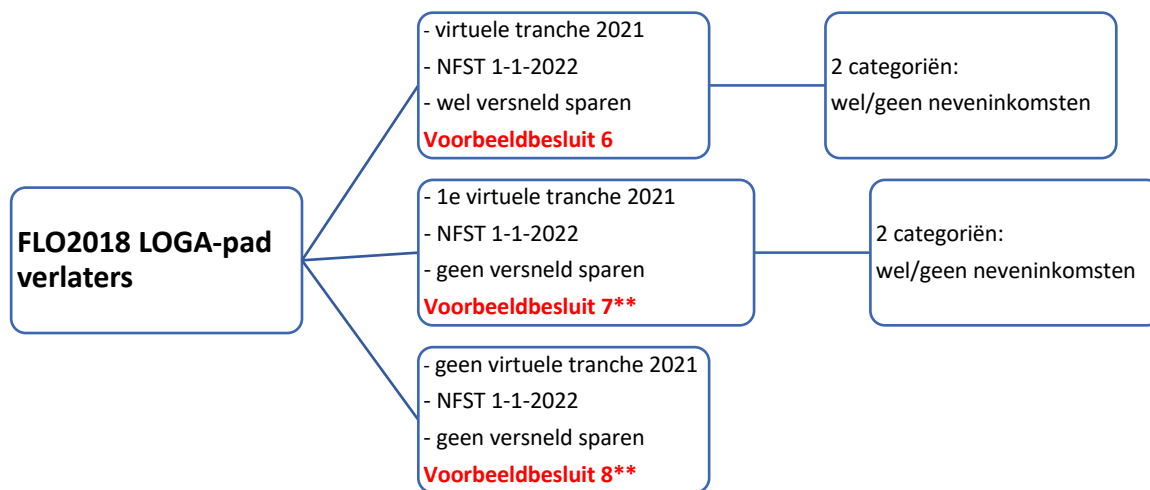 FLO2018 LOGA-pad
verlaters
- virtuele tranche 2021
- NFST 1-1-2022
- wel versneld sparen
Voorbeeldbesluit 6
2 categoriën:
wel/geen neveninkomsten
- 1e virtuele tranche 2021
- NFST 1-1-2022
- geen versneld sparen
Voorbeeldbesluit 7**
2 categoriën:
wel/geen neveninkomsten
- geen virtuele tranche 2021
- NFST 1-1-2022
- geen versneld sparen
Voorbeeldbesluit 8**